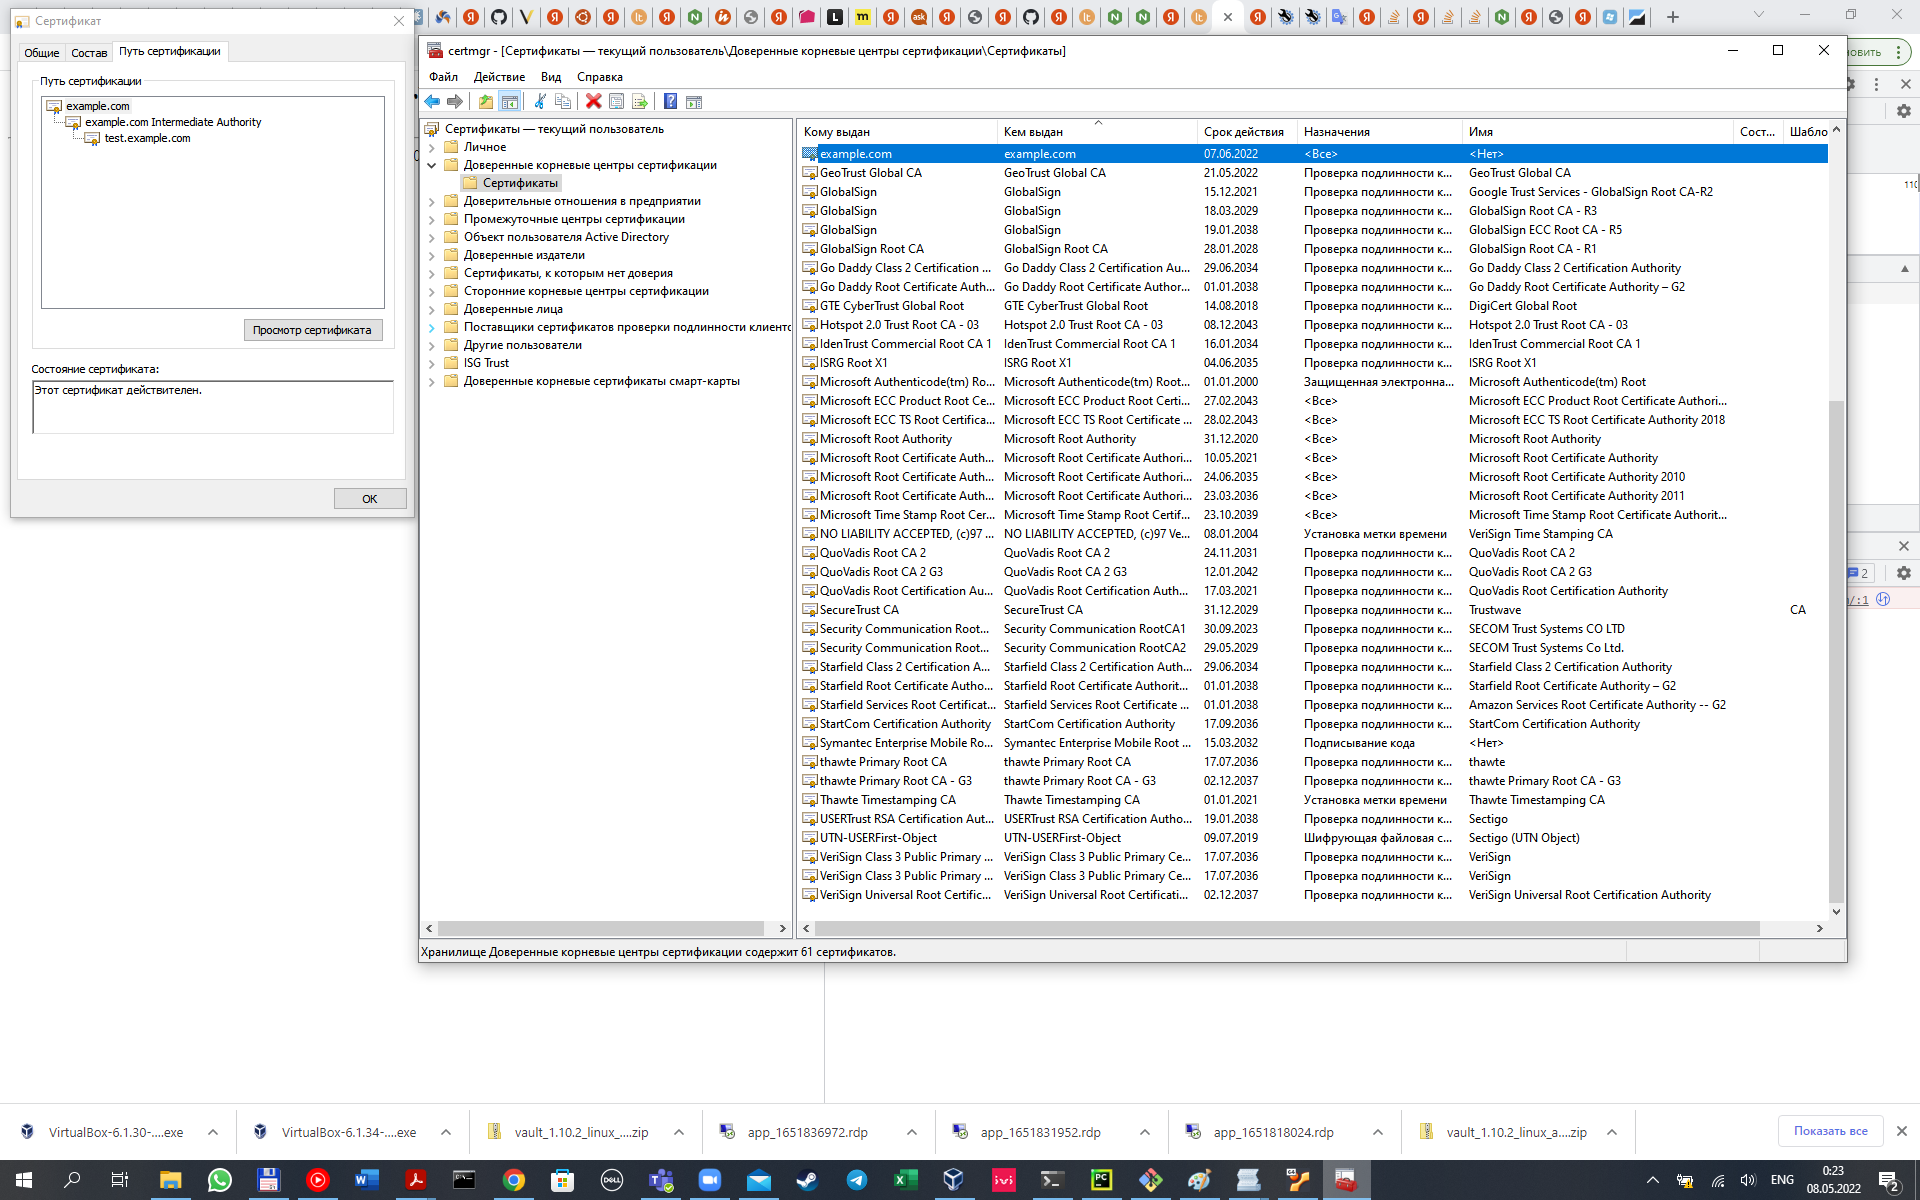 Сертификат
Общие
Состав
Путь сертификации
Путь сертификации
example.com
example.com Intermediate Authority
test.example.com
Просмотр сертификата
Состояние сертификата:
Этот сертификат действителен.
OK
certmgr - [Сертификаты — текущий пользователь\Доверенные корневые центры сертификации\Сертификаты]
Файл Действие Вид Справка
Сертификаты — текущий пользователь
Личное
Доверенные корневые центры сертификации
Сертификаты
Доверительные отношения в предприятии
Промежуточные центры сертификации
Объект пользователя Active Directory
Доверенные издатели
Сертификаты, к которым нет доверия
Сторонние корневые центры сертификации
Доверенные лица
Поставщики сертификатов проверки подлинности клиентс
Другие пользователи
ISG Trust
Доверенные корневые сертификаты смарт-карты
Кому выдан Кем выдан Срок действия Назначения Имя Сост... Шабло
example.com example.com 07.06.2022 <Все> <Нет>
GeoTrust Global CA GeoTrust Global CA 21.05.2022 Проверка подлинности к... GeoTrust Global CA
GlobalSign GlobalSign 15.12.2021 Проверка подлинности к... Google Trust Services - GlobalSign Root CA-R2
GlobalSign GlobalSign 18.03.2029 Проверка подлинности к... GlobalSign Root CA - R3
GlobalSign GlobalSign 19.01.2038 Проверка подлинности к... GlobalSign ECC Root CA - R5
GlobalSign Root CA GlobalSign Root CA 28.01.2028 Проверка подлинности к... GlobalSign Root CA - R1
Go Daddy Class 2 Certification ... Go Daddy Class 2 Certification Au... 29.06.2034 Проверка подлинности к... Go Daddy Class 2 Certification Authority
Go Daddy Root Certificate Auth... Go Daddy Root Certificate Author... 01.01.2038 Проверка подлинности к... Go Daddy Root Certificate Authority – G2
GTE CyberTrust Global Root GTE CyberTrust Global Root 14.08.2018 Проверка подлинности к... DigiCert Global Root
Hotspot 2.0 Trust Root CA - 03 Hotspot 2.0 Trust Root CA - 03 08.12.2043 Проверка подлинности к... Hotspot 2.0 Trust Root CA - 03
IdenTrust Commercial Root CA 1 IdenTrust Commercial Root CA 1 16.01.2034 Проверка подлинности к... IdenTrust Commercial Root CA 1
ISRG Root X1 ISRG Root X1 04.06.2035 Проверка подлинности к... ISRG Root X1
Microsoft Authenticode(tm) Ro... Microsoft Authenticode(tm) Root... 01.01.2000 Защищенная электронна... Microsoft Authenticode(tm) Root
Microsoft ECC Product Root Ce... Microsoft ECC Product Root Certi... 27.02.2043 <Все> Microsoft ECC Product Root Certificate Authori...
Microsoft ECC TS Root Certifica... Microsoft ECC TS Root Certificate ... 28.02.2043 <Все> Microsoft ECC TS Root Certificate Authority 2018
Microsoft Root Authority Microsoft Root Authority 31.12.2020 <Все> Microsoft Root Authority
Microsoft Root Certificate Auth... Microsoft Root Certificate Authori... 10.05.2021 <Все> Microsoft Root Certificate Authority
Microsoft Root Certificate Auth... Microsoft Root Certificate Authori... 24.06.2035 <Все> Microsoft Root Certificate Authority 2010
Microsoft Root Certificate Auth... Microsoft Root Certificate Authori... 23.03.2036 <Все> Microsoft Root Certificate Authority 2011
Microsoft Time Stamp Root Cer... Microsoft Time Stamp Root Certif... 23.10.2039 <Все> Microsoft Time Stamp Root Certificate Authorit...
NO LIABILITY ACCEPTED, (c)97 ... NO LIABILITY ACCEPTED, (c)97 Ve... 08.01.2004 Установка метки времени VeriSign Time Stamping CA
QuoVadis Root CA 2 QuoVadis Root CA 2 24.11.2031 Проверка подлинности к... QuoVadis Root CA 2
QuoVadis Root CA 2 G3 QuoVadis Root CA 2 G3 12.01.2042 Проверка подлинности к... QuoVadis Root CA 2 G3
QuoVadis Root Certification Au... QuoVadis Root Certification Auth... 17.03.2021 Проверка подлинности к... QuoVadis Root Certification Authority
SecureTrust CA SecureTrust CA 31.12.2029 Проверка подлинности к... Trustwave CA
Security Communication Root... Security Communication RootCA1 30.09.2023 Проверка подлинности к... SECOM Trust Systems CO LTD
Security Communication Root... Security Communication RootCA2 29.05.2029 Проверка подлинности к... SECOM Trust Systems Co Ltd.
Starfield Class 2 Certification A... Starfield Class 2 Certification Auth... 29.06.2034 Проверка подлинности к... Starfield Class 2 Certification Authority
Starfield Root Certificate Autho... Starfield Root Certificate Authorit... 01.01.2038 Проверка подлинности к... Starfield Root Certificate Authority – G2
Starfield Services Root Certificat... Starfield Services Root Certificate ... 01.01.2038 Проверка подлинности к... Amazon Services Root Certificate Authority -- G2
StartCom Certification Authority StartCom Certification Authority 17.09.2036 Проверка подлинности к... StartCom Certification Authority
Symantec Enterprise Mobile Ro... Symantec Enterprise Mobile Root ... 15.03.2032 Подписывание кода <Нет>
thawte Primary Root CA thawte Primary Root CA 17.07.2036 Проверка подлинности к... thawte
thawte Primary Root CA - G3 thawte Primary Root CA - G3 02.12.2037 Проверка подлинности к... thawte Primary Root CA - G3
Thawte Timestamping CA Thawte Timestamping CA 01.01.2021 Установка метки времени Thawte Timestamping CA
USERTrust RSA Certification Aut... USERTrust RSA Certification Autho... 19.01.2038 Проверка подлинности к... Sectigo
UTN-USERFirst-Object UTN-USERFirst-Object 09.07.2019 Шифрующая файловая с... Sectigo (UTN Object)
VeriSign Class 3 Public Primary ... VeriSign Class 3 Public Primary Ce... 17.07.2036 Проверка подлинности к... VeriSign
VeriSign Class 3 Public Primary ... VeriSign Class 3 Public Primary Ce... 17.07.2036 Проверка подлинности к... VeriSign
VeriSign Universal Root Certific... VeriSign Universal Root Certificati... 02.12.2037 Проверка подлинности к... VeriSign Universal Root Certification Authority
Хранилище Доверенные корневые центры сертификации содержит 61 сертификатов.
овить
110
2
/:1
VirtualBox-6.1.30-....exe
VirtualBox-6.1.34-....exe
vault_1.10.2_linux_....zip
app_1651836972.rdp
app_1651831952.rdp
app_1651818024.rdp
vault_1.10.2_linux_a....zip
Показать все
ENG
0:23
08.05.2022
2